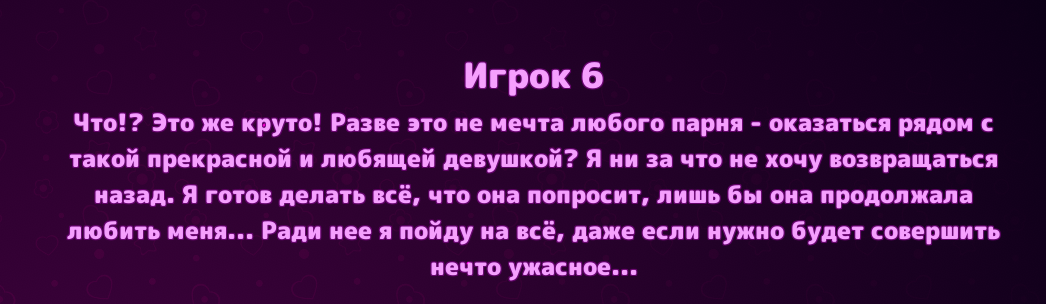 Игрок 6
Что!? Это же круто! Разве это не мечта любого парня - оказаться рядом с
такой прекрасной и любящей девушкой? Я ни за что не хочу возвращаться
назад. Я готов делать всё, что она попросит, лишь бы она продолжала
любить меня... Ради нее я пойду на всё, даже если нужно будет совершить
нечто ужасное...